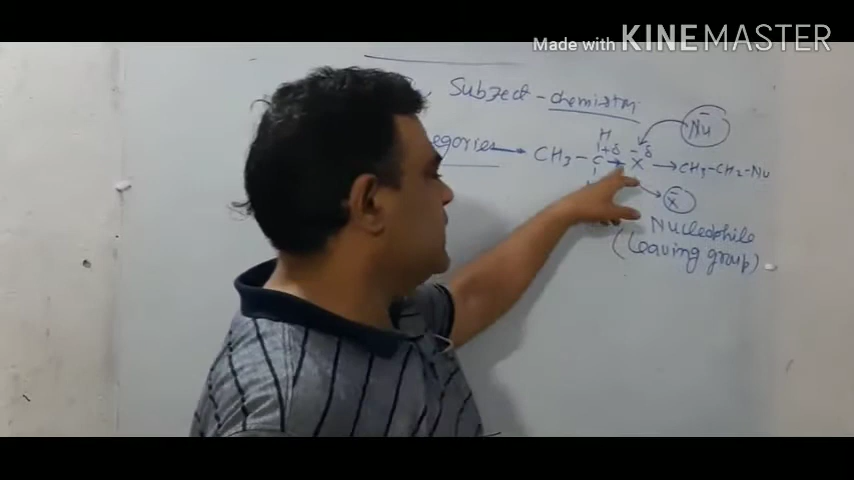 Made with KINEMASTER
, Subject - chemistry
Nu
H
egories → CH3 - C +δ → X -δ → CH3-CH2-Nu
X
Nucleophile
(leaving group)